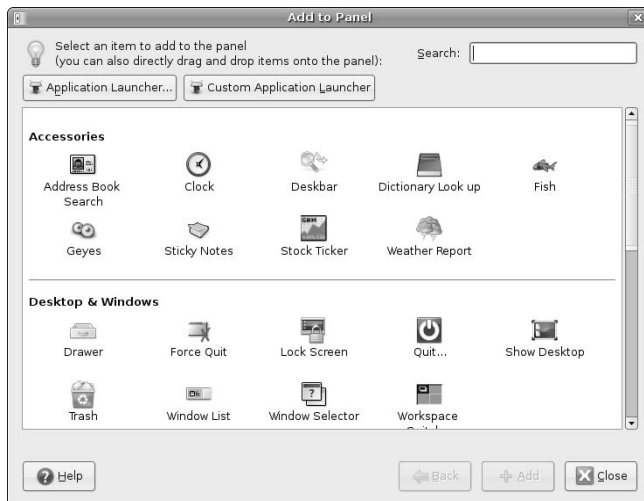 Add to Panel
Select an item to add to the panel
(you can also directly drag and drop items onto the panel):
Search:
Application Launcher...
Custom Application Launcher
Accessories
Address Book Search
Clock
Deskbar
Dictionary Look up
Fish
Geyes
Sticky Notes
Stock Ticker
Weather Report
Desktop & Windows
Drawer
Force Quit
Lock Screen
Quit...
Show Desktop
Trash
Window List
Window Selector
Workspace
Help
Back
Add
Close